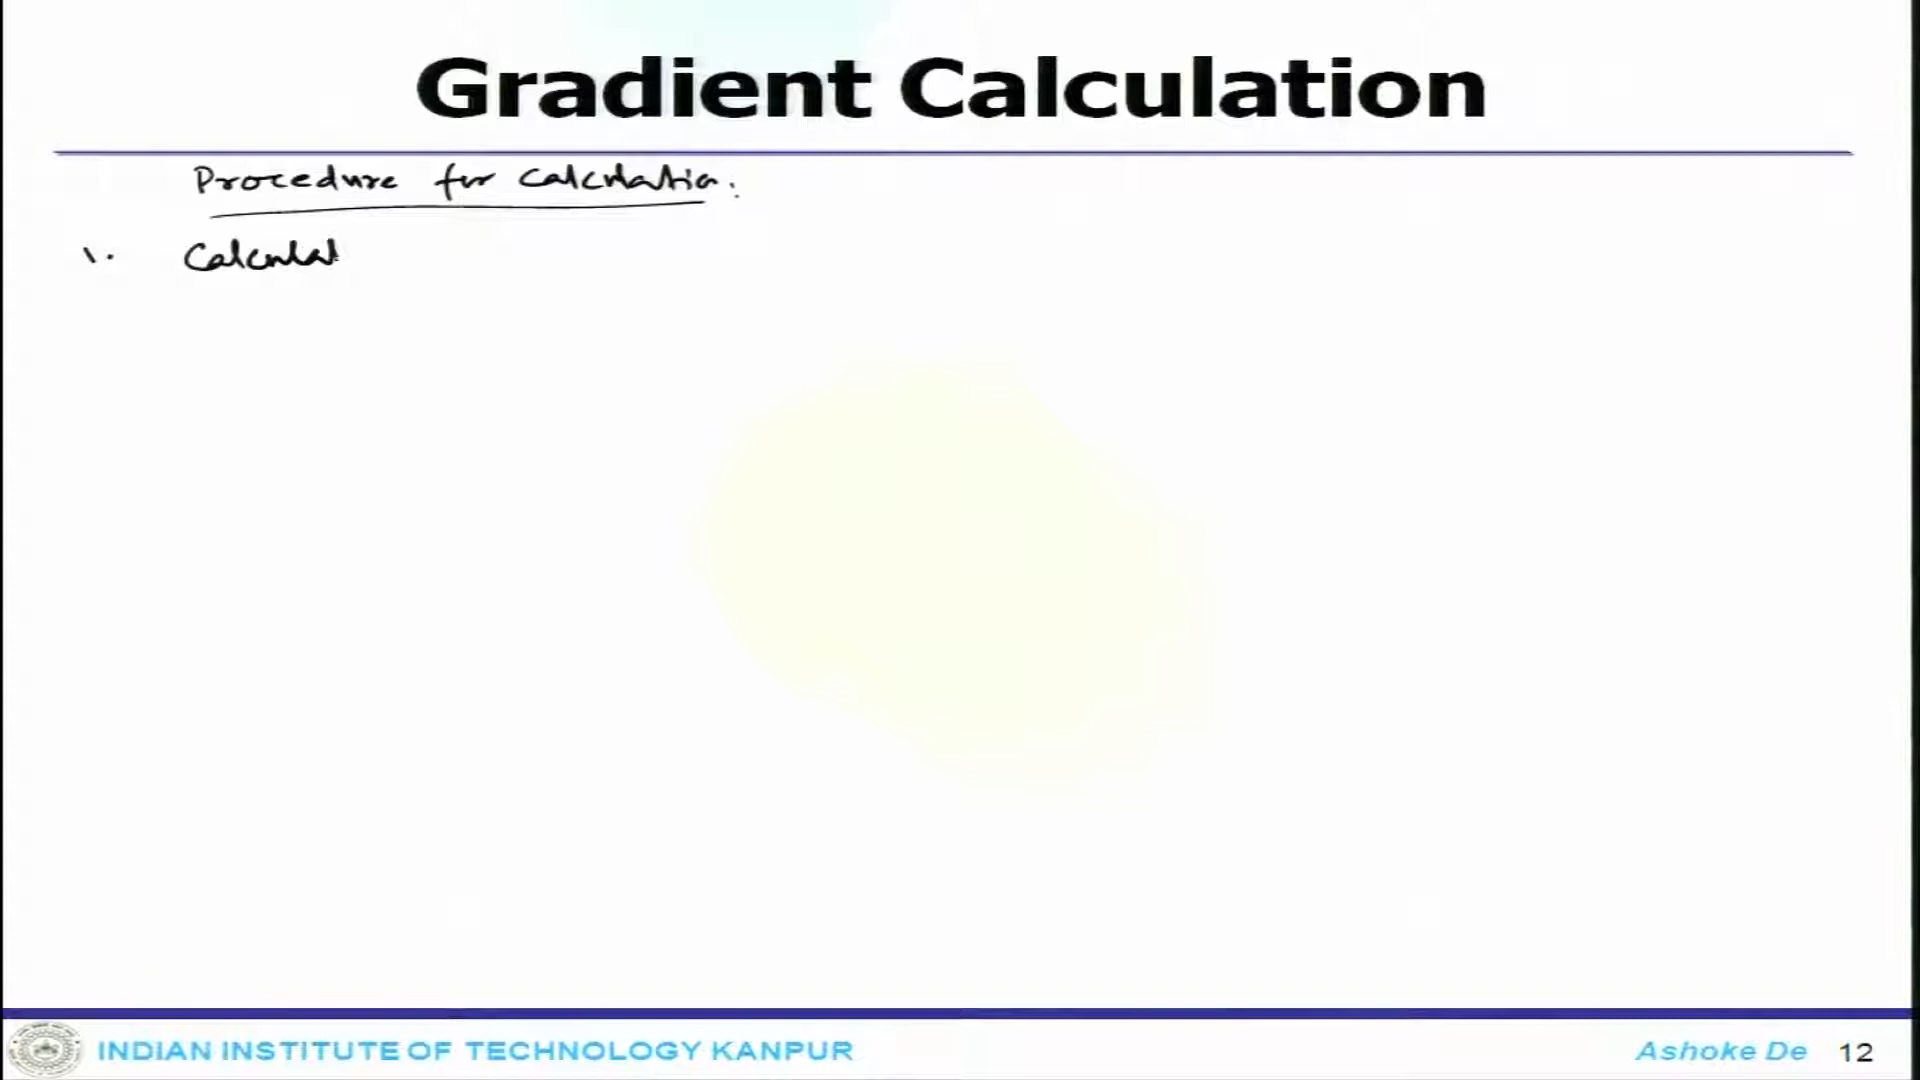 Gradient Calculation
Procedure for calculation:
1. Calculat
INDIAN INSTITUTE OF TECHNOLOGY KANPUR
Ashoke De 12